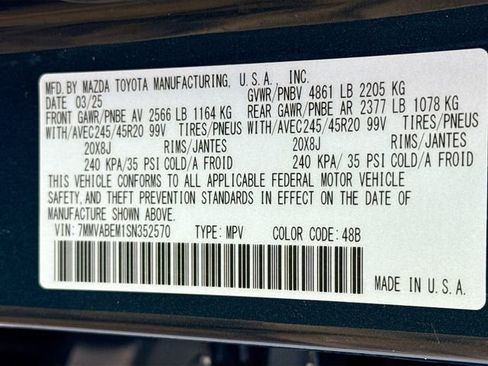 MFD. BY MAZDA TOYOTA MANUFACTURING, U.S.A., INC.
DATE 03/25 GVWR/PNBV 4861 LB 2205 KG
FRONT GAWR/PNBE AV 2566 LB 1164 KG REAR GAWR/PNBE AR 2377 LB 1078 KG
WITH/AVEC245/45R20 99V TIRES/PNEUS WITH/AVEC245/45R20 99V TIRES/PNEUS
20X8J RIMS/JANTES 20X8J RIMS/JANTES
240 KPA/35 PSI COLD/A FROID 240 KPA/ 35 PSI COLD/A FROID
THIS VEHICLE CONFORMS TO ALL APPLICABLE FEDERAL MOTOR VEHICLE
SAFETY, AND THEFT PREVENTION STANDARDS IN EFFECT ON THE DATE OF
MANUFACTURE SHOWN ABOVE.
VIN: 7MMVABEM1SN352570 TYPE: MPV COLOR CODE: 48B
MADE IN U.S.A.